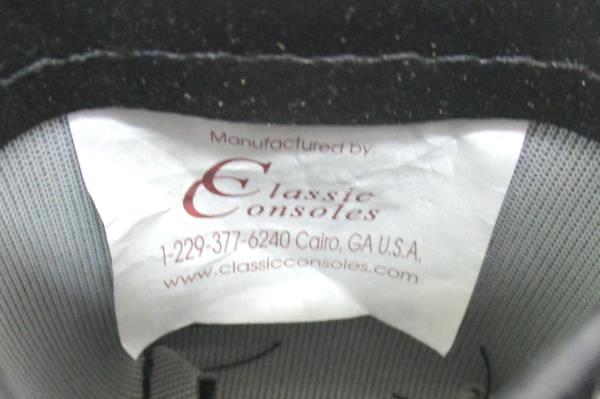 Manufactured by:
Classic
Consoles
1-229-377-6240 Cairo, GA U.S.A.
www.classicconsoles.com